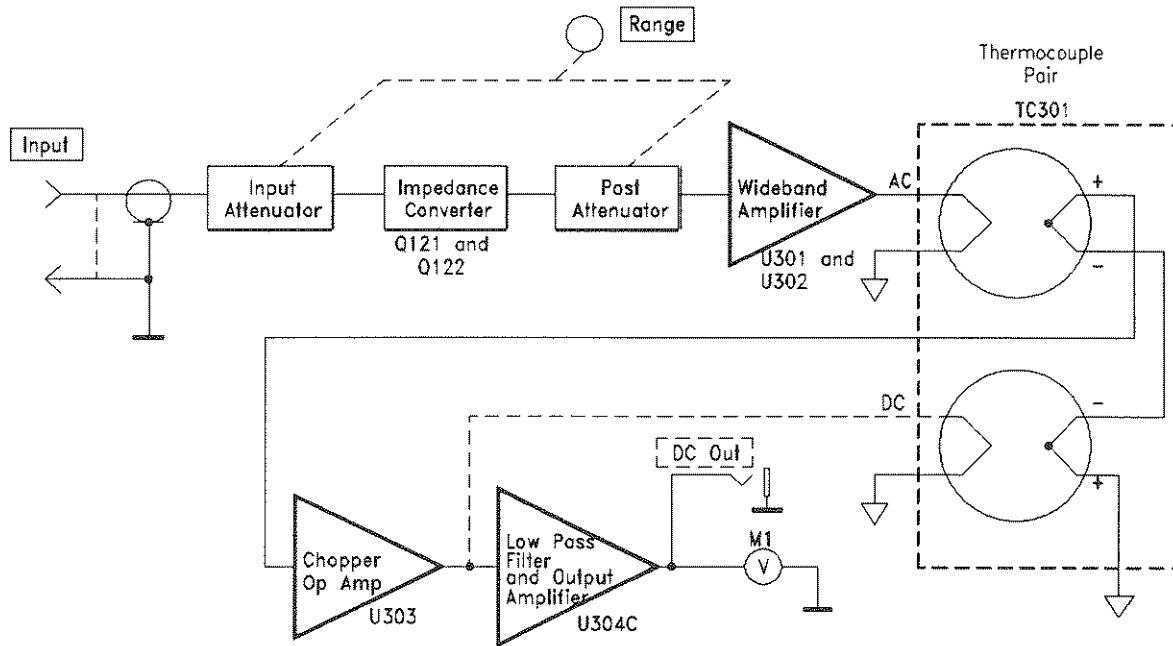 Range
Thermocouple
Pair
TC301
Input
Input
Attenuator
Impedance
Converter
Q121 and
Q122
Post
Attenuator
Wideband
Amplifier
U301 and
U302
AC
+
−
DC
−
+
DC Out
M1
V
Chopper
Op Amp
U303
Low Pass
Filter
and Output
Amplifier
U304C